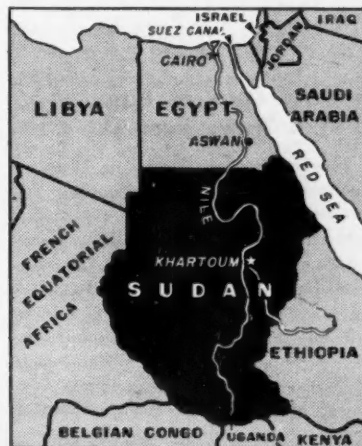 ISRAEL
SUEZ CANAL
IRAQ
JORDAN
CAIRO
LIBYA
EGYPT
SAUDI
ARABIA
ASWAN
RED SEA
NILE
FRENCH
EQUATORIAL
AFRICA
KHARTOUM
SUDAN
ETHIOPIA
BELGIAN CONGO
UGANDA
KENYA